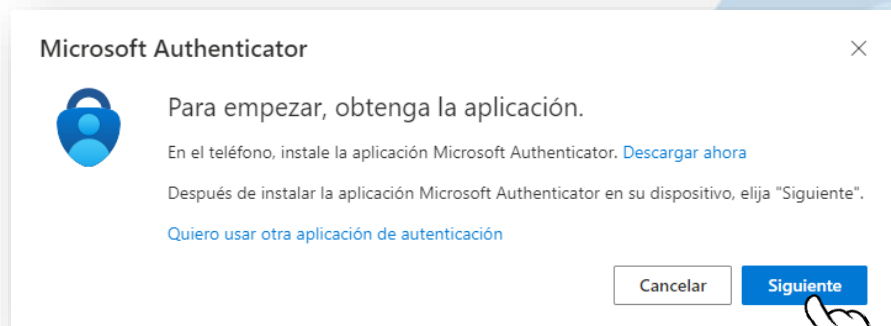 Microsoft Authenticator
Para empezar, obtenga la aplicación.
En el teléfono, instale la aplicación Microsoft Authenticator. Descargar ahora
Después de instalar la aplicación Microsoft Authenticator en su dispositivo, elija "Siguiente".
Quiero usar otra aplicación de autenticación
Cancelar Siguiente